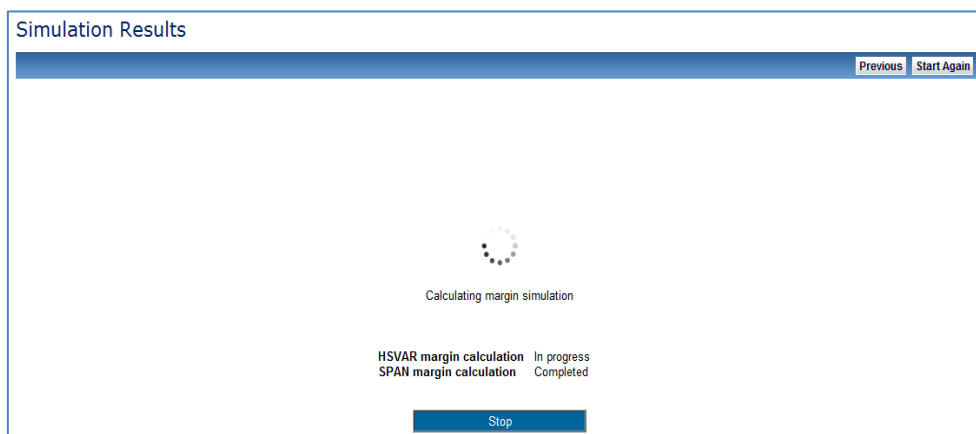 Simulation Results
Previous Start Again
Calculating margin simulation
HSVAR margin calculation In progress
SPAN margin calculation Completed
Stop